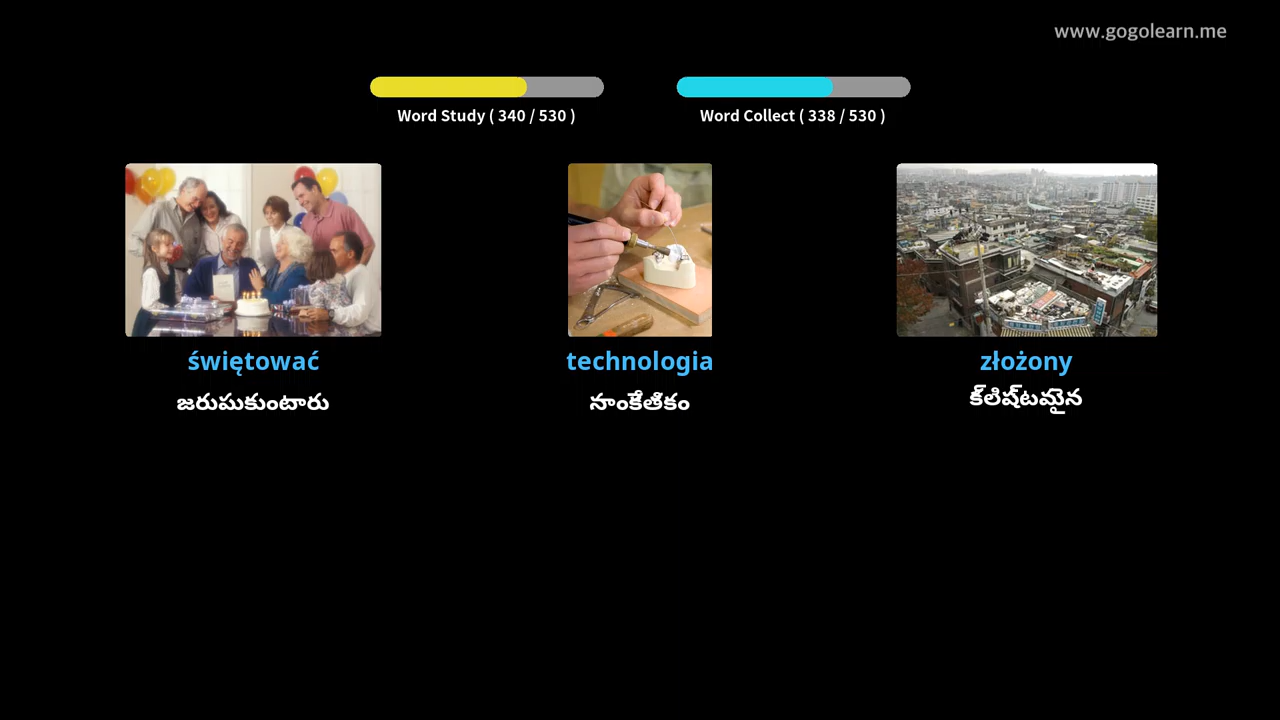 www.gogolearn.me
Word Study ( 340 / 530 )
Word Collect ( 338 / 530 )
świętować
technologia
złożony
జరుపుకుంటారు
సాంకేతికం
క్లిష్టమైన